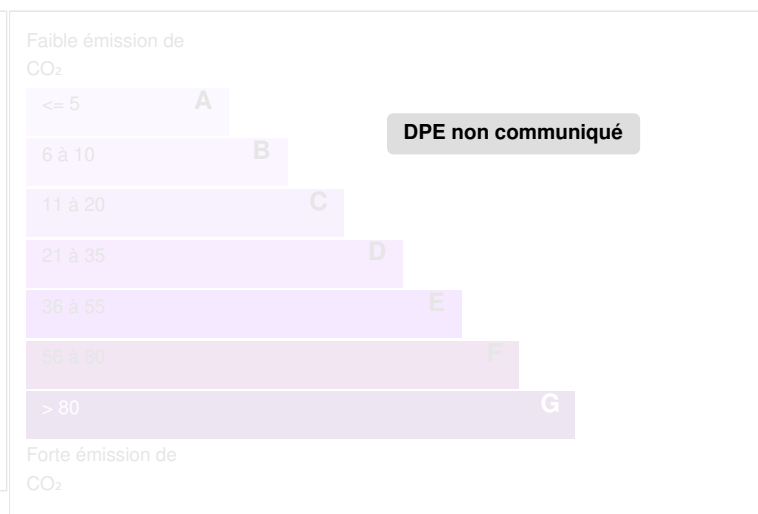 Faible émission de
CO₂
<= 5 A
DPE non communiqué
6 à 10 B
11 à 20 C
21 à 35 D
36 à 55 E
56 à 80 F
> 80 G
Forte émission de
CO₂